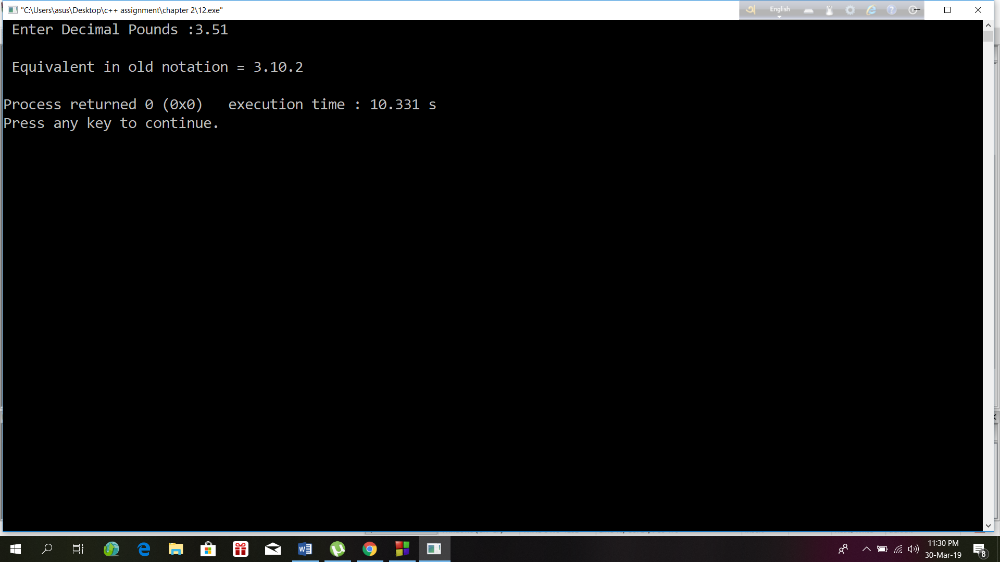 "C:\Users\asus\Desktop\c++ assignment\chapter 2\12.exe"
English
Enter Decimal Pounds :3.51
Equivalent in old notation = 3.10.2
Process returned 0 (0x0)   execution time : 10.331 s
Press any key to continue.
11:30 PM
30-Mar-19
8